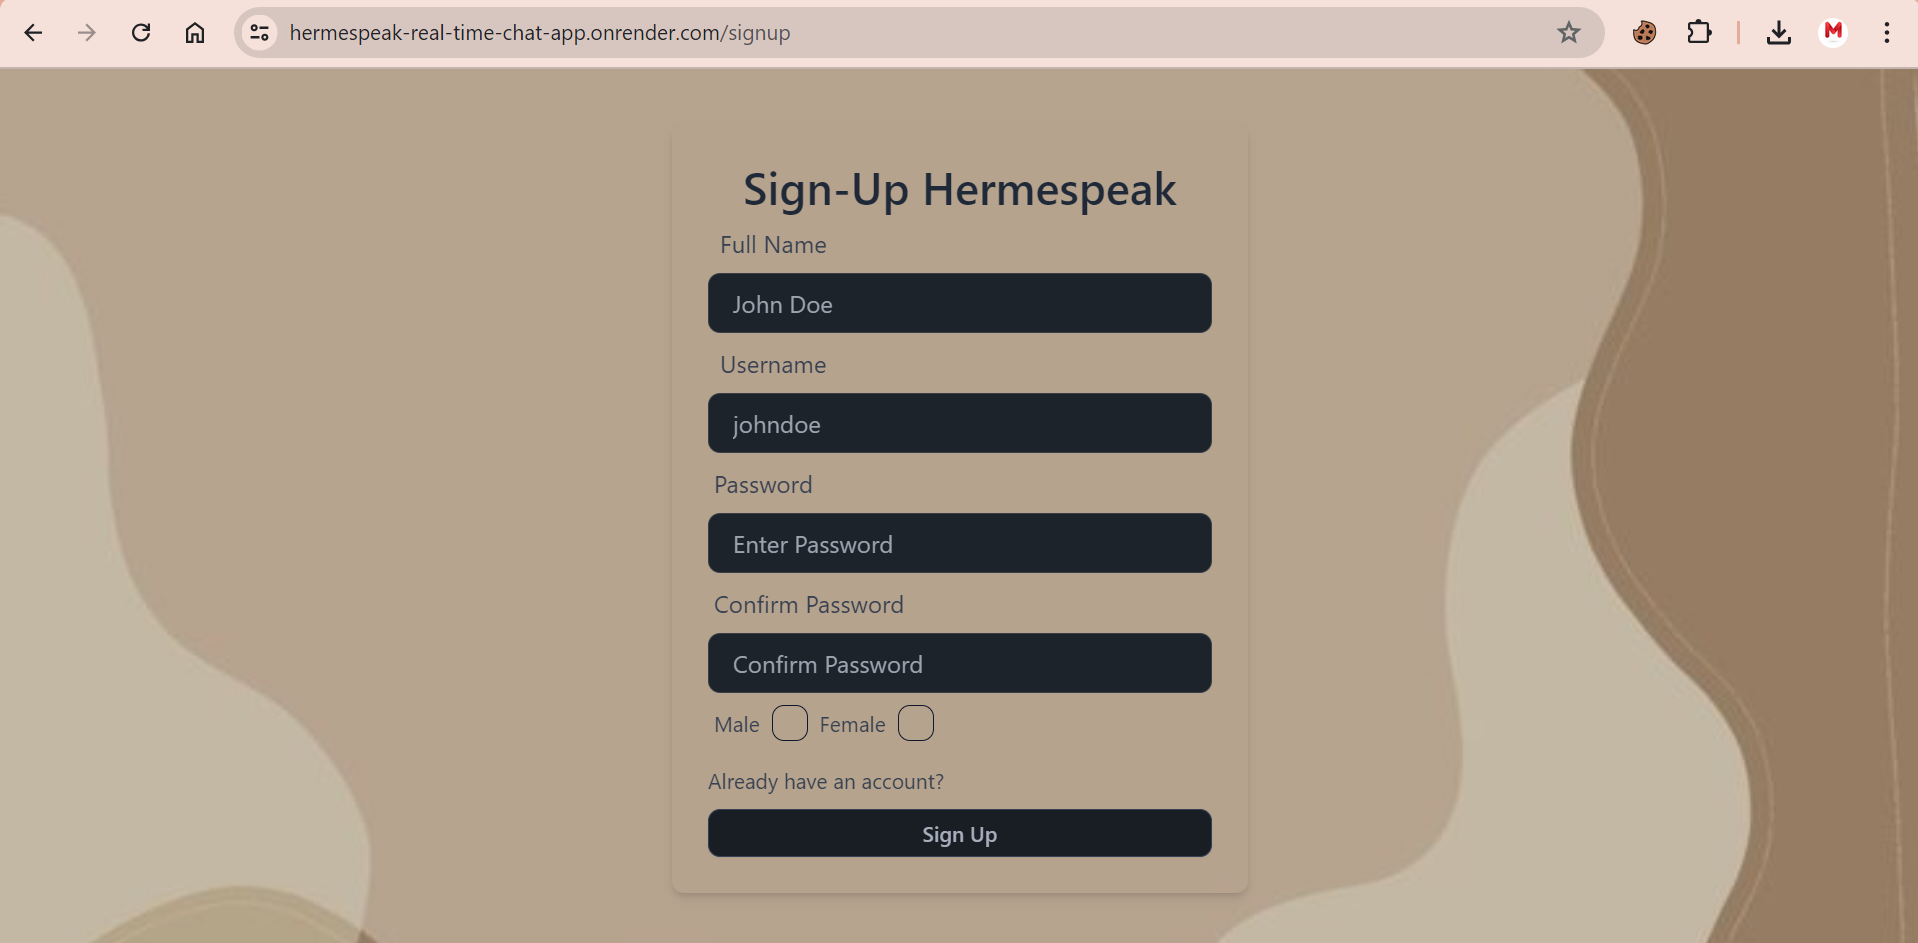 hermespeak-real-time-chat-app.onrender.com/signup
M
Sign-Up Hermespeak
Full Name
John Doe
Username
johndoe
Password
Enter Password
Confirm Password
Confirm Password
Male Female
Already have an account?
Sign Up